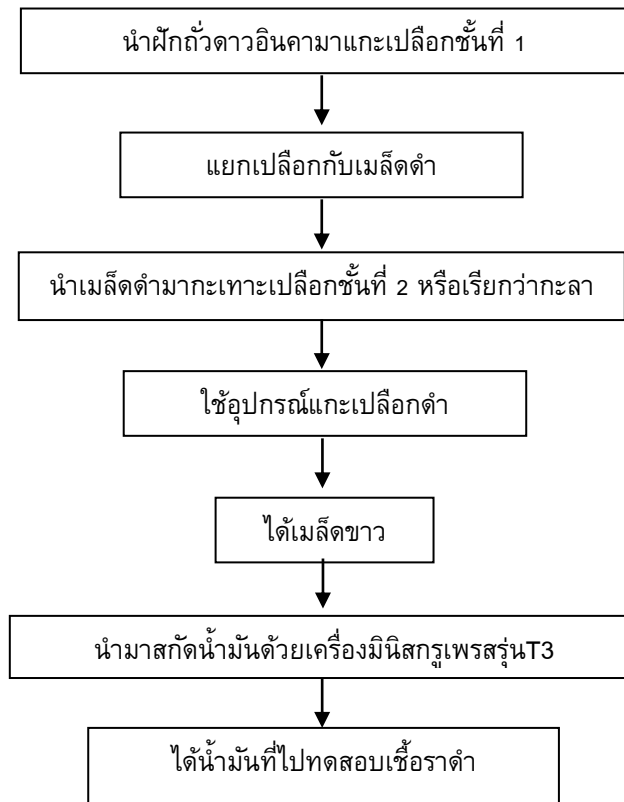 นำฝักถั่วดาวอินคามาแกะเปลือกชั้นที่ 1
แยกเปลือกกับเมล็ดดำ
นำเมล็ดดำมากะเทาะเปลือกชั้นที่ 2 หรือเรียกว่ากะลา
ใช้อุปกรณ์แกะเปลือกดำ
ได้เมล็ดขาว
นำมาสกัดน้ำมันด้วยเครื่องมินิสกรูเพรสรุ่นT3
ได้น้ำมันที่ไปทดสอบเชื้อราดำ